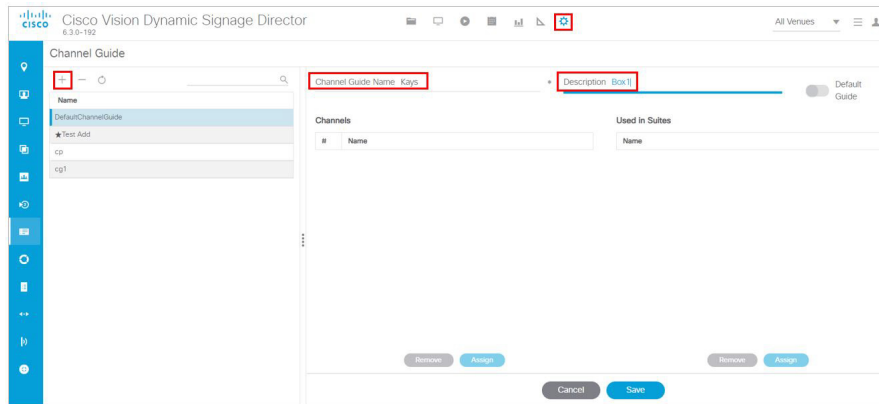 CISCO
Cisco Vision Dynamic Signage Director
6.3.0-192
All Venues
Channel Guide
Channel Guide Name Kays
* Description Box1
Default Guide
Name
DefaultChannelGuide
★Test Add
cp
cg1
Channels
# Name
Used in Suites
Name
Remove Assign
Remove Assign
Cancel Save